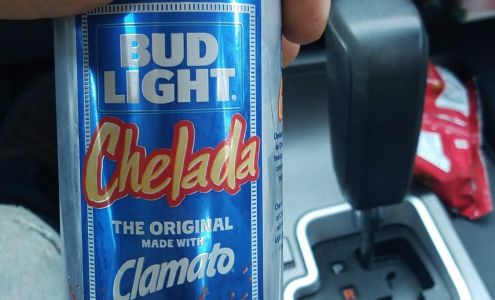 BUD
LIGHT
Chelada
THE ORIGINAL
MADE WITH
Clamato